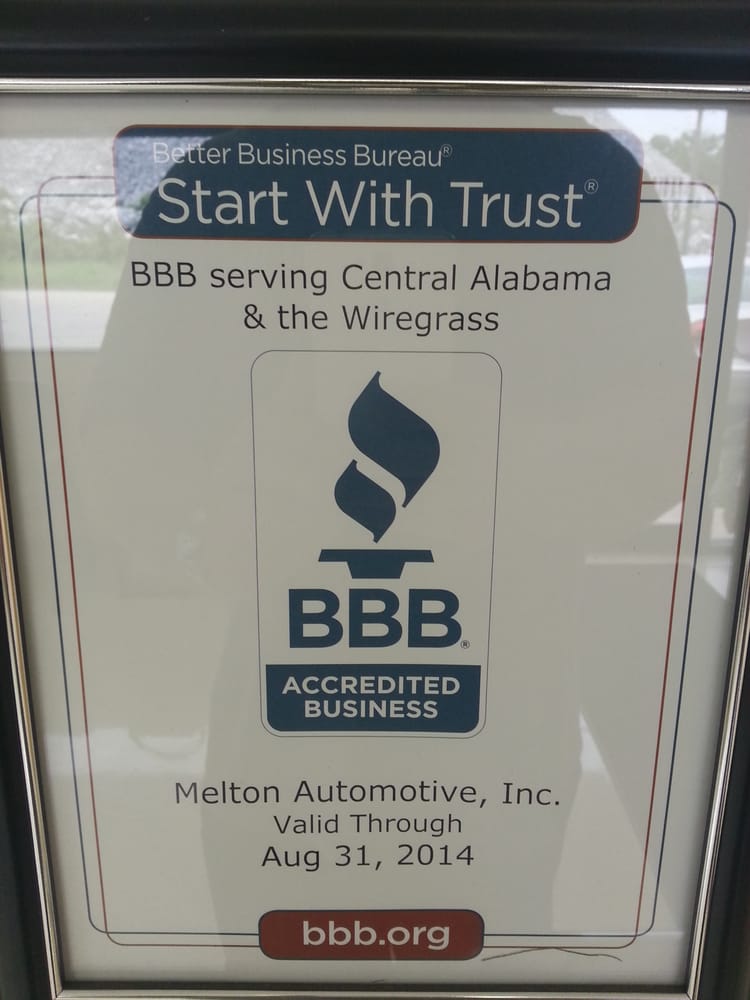 Better Business Bureau®
Start With Trust®
BBB serving Central Alabama
& the Wiregrass
BBB®
ACCREDITED
BUSINESS
Melton Automotive, Inc.
Valid Through
Aug 31, 2014
bbb.org